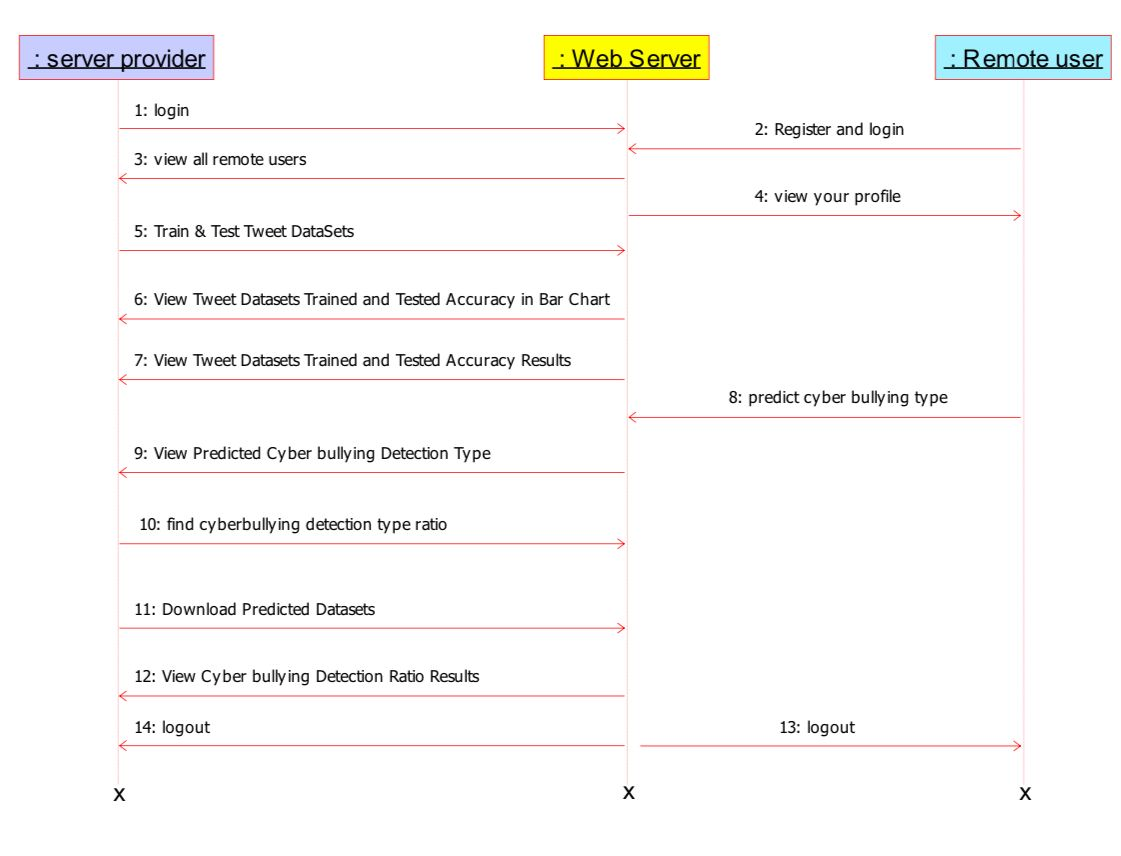 : server provider
: Web Server
: Remote user
1: login
2: Register and login
3: view all remote users
4: view your profile
5: Train & Test Tweet DataSets
6: View Tweet Datasets Trained and Tested Accuracy in Bar Chart
7: View Tweet Datasets Trained and Tested Accuracy Results
8: predict cyber bullying type
9: View Predicted Cyber bullying Detection Type
10: find cyberbullying detection type ratio
11: Download Predicted Datasets
12: View Cyber bullying Detection Ratio Results
14: logout
13: logout
x
x
x